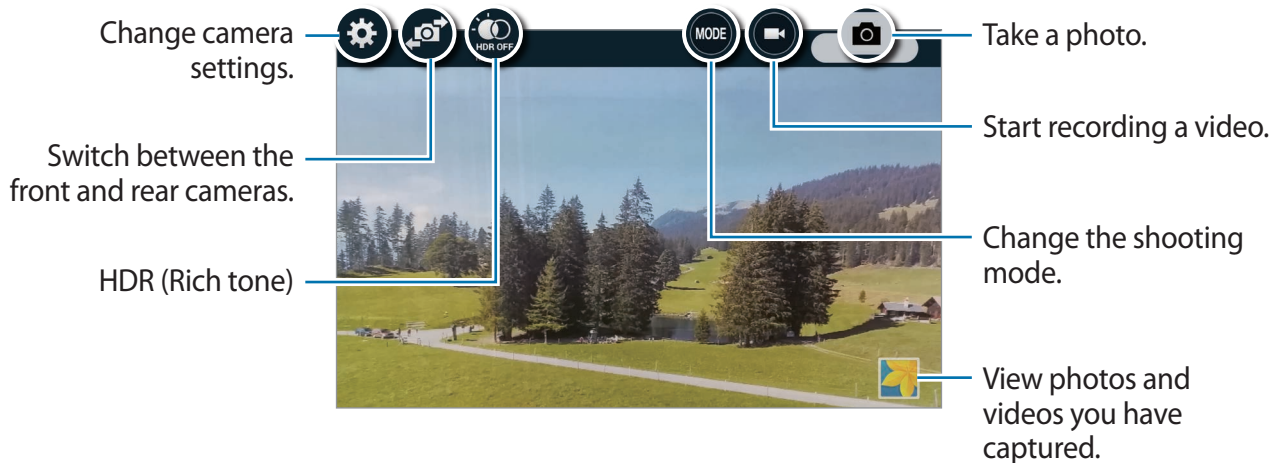 Change camera
settings.
Switch between the
front and rear cameras.
HDR (Rich tone)
HDR OFF
MODE
Take a photo.
Start recording a video.
Change the shooting
mode.
View photos and
videos you have
captured.